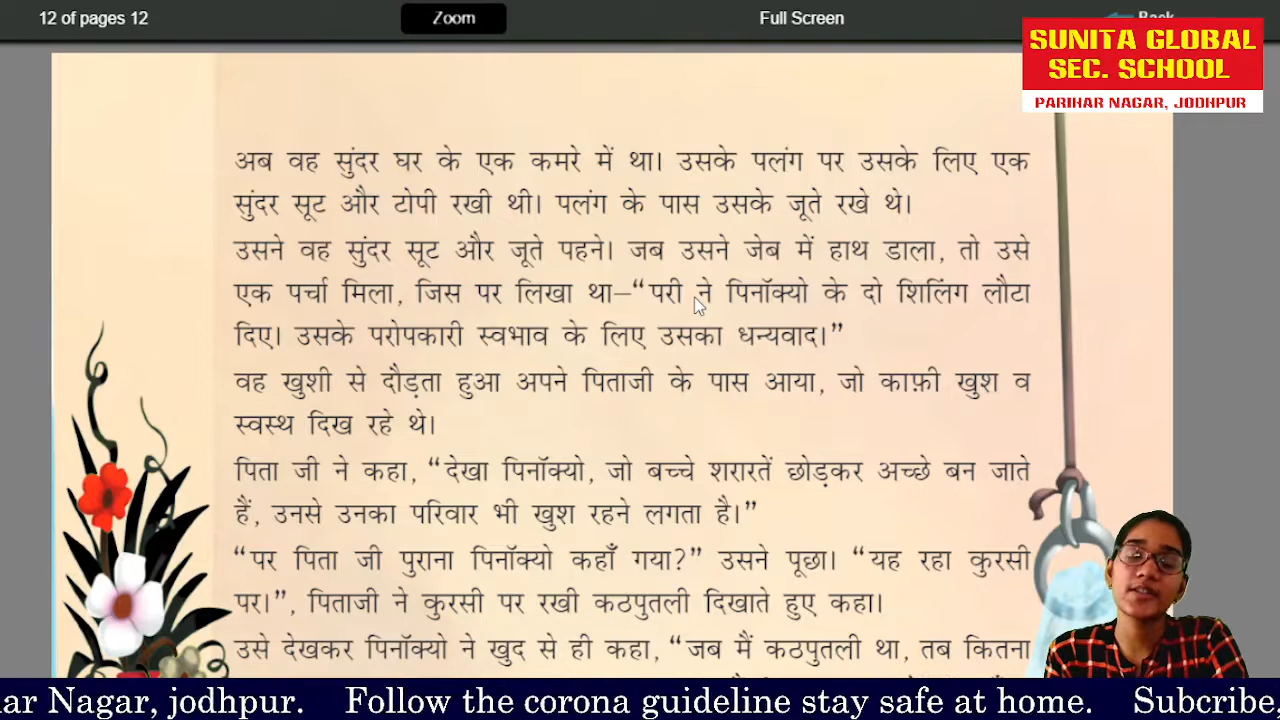 12 of pages 12
Zoom
Full Screen
Back
SUNITA GLOBAL
SEC. SCHOOL
PARIHAR NAGAR, JODHPUR
अब वह सुंदर घर के एक कमरे में था। उसके पलंग पर उसके लिए एक
सुंदर सूट और टोपी रखी थी। पलंग के पास उसके जूते रखे थे।
उसने वह सुंदर सूट और जूते पहने। जब उसने जेब में हाथ डाला, तो उसे
एक पर्चा मिला, जिस पर लिखा था–“परी ने पिनॉक्यो के दो शिलिंग लौटा
दिए। उसके परोपकारी स्वभाव के लिए उसका धन्यवाद।”
वह खुशी से दौड़ता हुआ अपने पिताजी के पास आया, जो काफ़ी खुश व
स्वस्थ दिख रहे थे।
पिता जी ने कहा, “देखा पिनॉक्यो, जो बच्चे शरारतें छोड़कर अच्छे बन जाते
हैं, उनसे उनका परिवार भी खुश रहने लगता है।”
“पर पिता जी पुराना पिनॉक्यो कहाँ गया?” उसने पूछा। “यह रहा कुरसी
पर।”, पिताजी ने कुरसी पर रखी कठपुतली दिखाते हुए कहा।
उसे देखकर पिनॉक्यो ने खुद से ही कहा, “जब मैं कठपुतली था, तब कितना
ar Nagar, jodhpur. Follow the corona guideline stay safe at home. Subcribe,